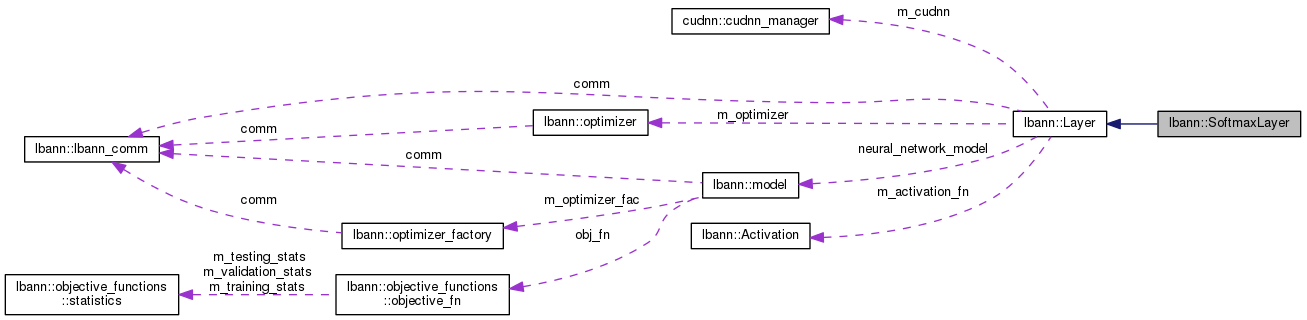 m_cudnn
cudnn::cudnn_manager
comm
m_optimizer
lbann::optimizer
lbann::Layer
lbann::SoftmaxLayer
comm
lbann::lbann_comm
comm
neural_network_model
lbann::model
m_activation_fn
comm
m_optimizer_fac
lbann::optimizer_factory
obj_fn
lbann::Activation
m_testing_stats
m_validation_stats
m_training_stats
lbann::objective_functions
::statistics
lbann::objective_functions
::objective_fn